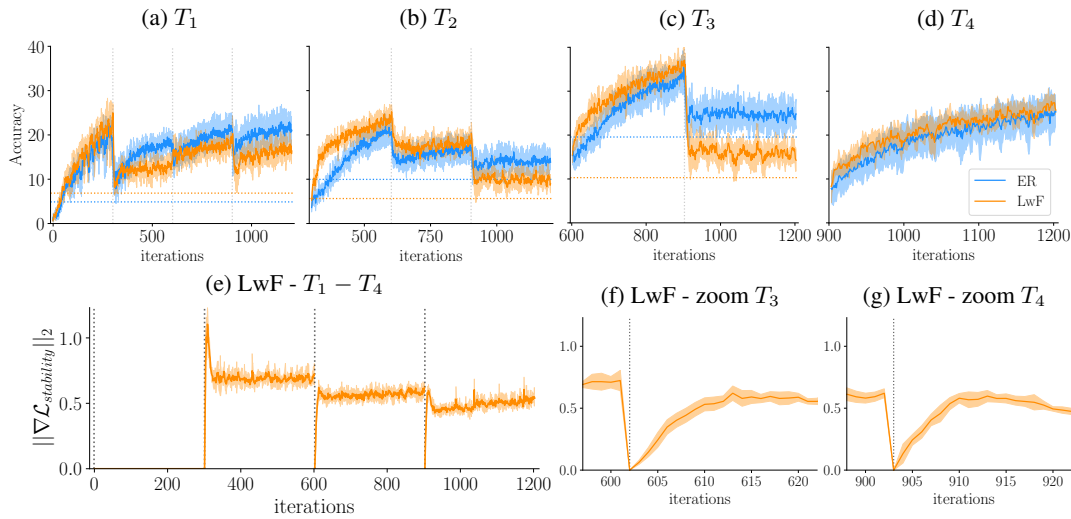 (a) T₁ (b) T₂ (c) T₃ (d) T₄
Accuracy
40
30
20
10
0
0 500 1000
iterations
500 750 1000
iterations
600 800 1000 1200
iterations
900 1000 1100 1200
iterations
ER
LwF
(e) LwF - T₁ − T₄
||∇ℒ_stability||₂
1.0
0.5
0.0
0 200 400 600 800 1000 1200
iterations
(f) LwF - zoom T₃
1.0
0.5
0.0
600 605 610 615 620
iterations
(g) LwF - zoom T₄
1.0
0.5
0.0
900 905 910 915 920
iterations